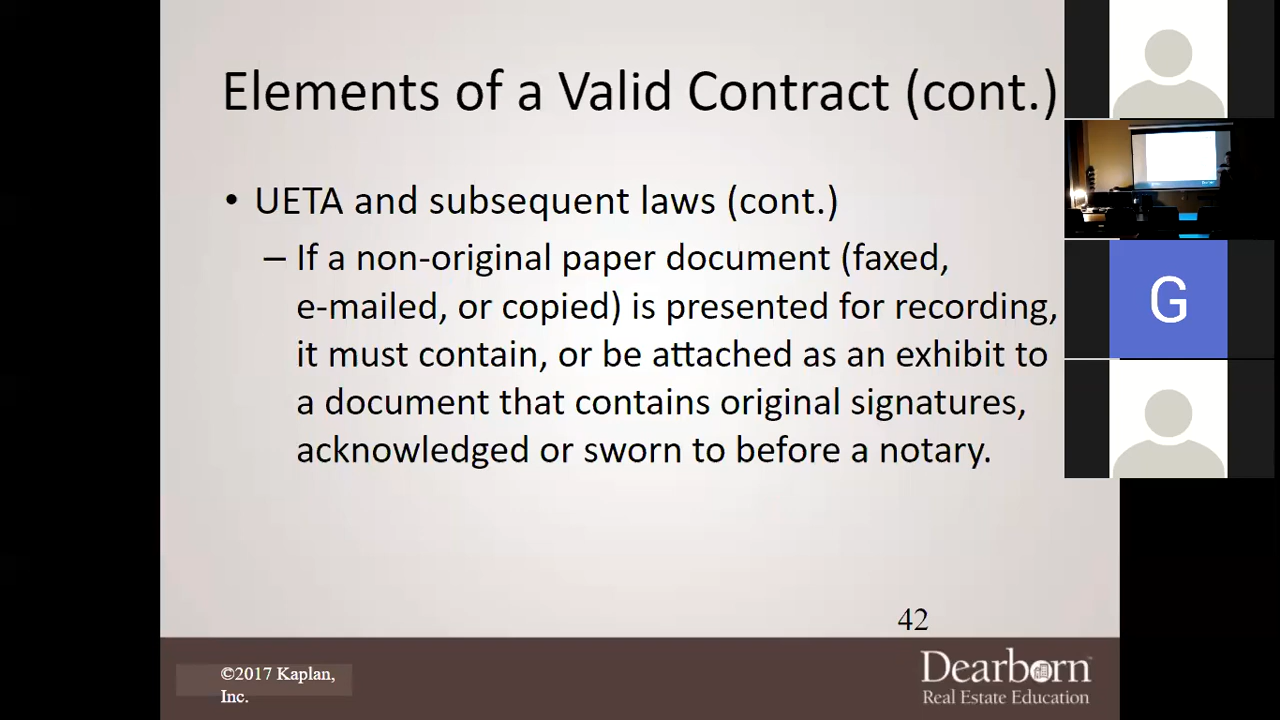 Elements of a Valid Contract (cont.)
• UETA and subsequent laws (cont.)
– If a non-original paper document (faxed,
e-mailed, or copied) is presented for recording,
it must contain, or be attached as an exhibit to
a document that contains original signatures,
acknowledged or sworn to before a notary.
G
42
©2017 Kaplan,
Inc.
Dearborn
Real Estate Education